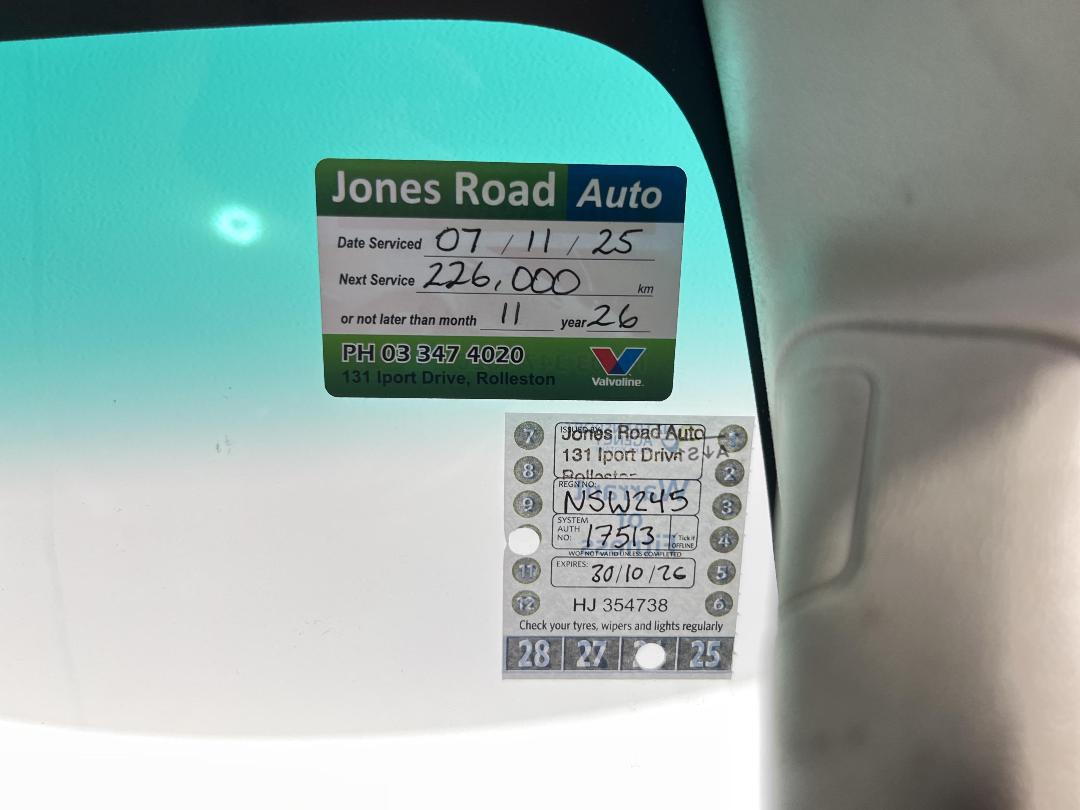 Jones Road Auto
Date Serviced 07 / 11 / 25
Next Service 226,000 km
or not later than month 11 year 26
PH 03 347 4020
131 Iport Drive, Rolleston
Valvoline
7 ISSUED BY Jones Road Auto 1
8 131 Iport Drive 2
Rolleston
9 REGN NO: NSW245 3
SYSTEM AUTH NO: 17513 Tick if OFFLINE 4
WOF NOT VALID UNLESS COMPLETED
11 EXPIRES: 30/10/26 5
12 HJ 354738 6
Check your tyres, wipers and lights regularly
28 27 25
Warrant
of
Fitness